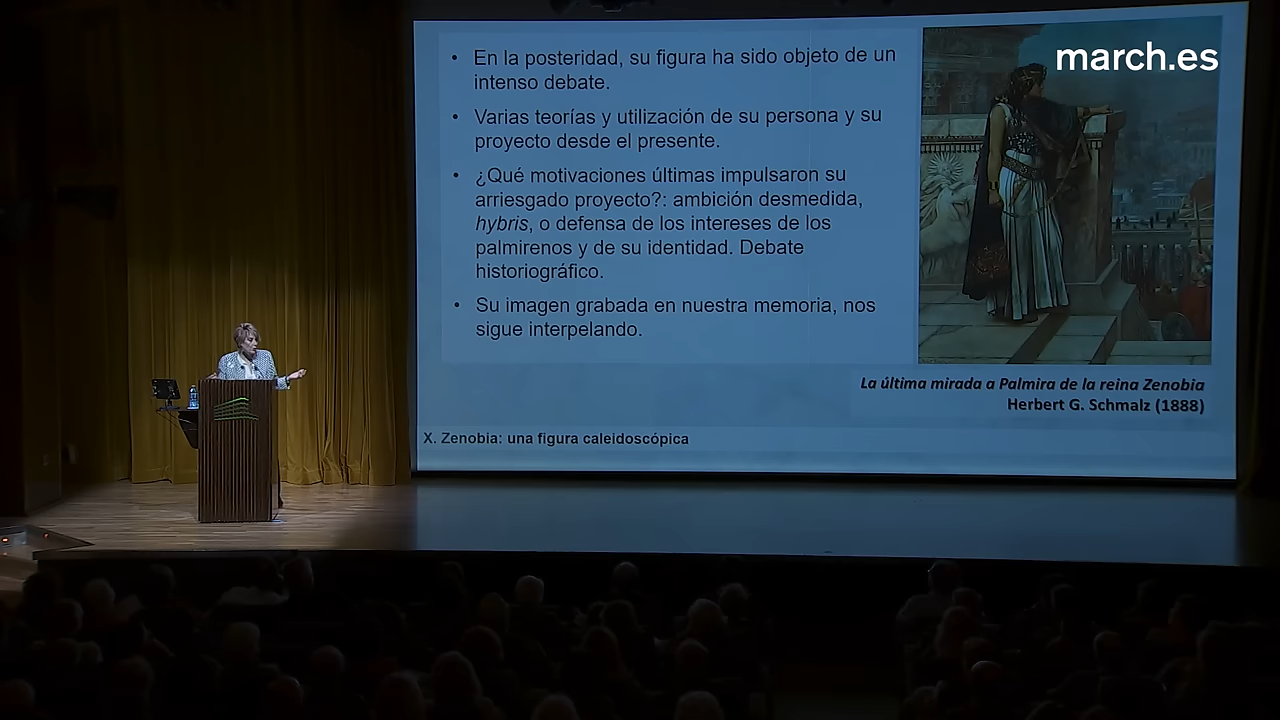 march.es
• En la posteridad, su figura ha sido objeto de un
intenso debate.
• Varias teorías y utilización de su persona y su
proyecto desde el presente.
• ¿Qué motivaciones últimas impulsaron su
arriesgado proyecto?: ambición desmedida,
hybris, o defensa de los intereses de los
palmirenos y de su identidad. Debate
historiográfico.
• Su imagen grabada en nuestra memoria, nos
sigue interpelando.
La última mirada a Palmira de la reina Zenobia
Herbert G. Schmalz (1888)
X. Zenobia: una figura caleidoscópica